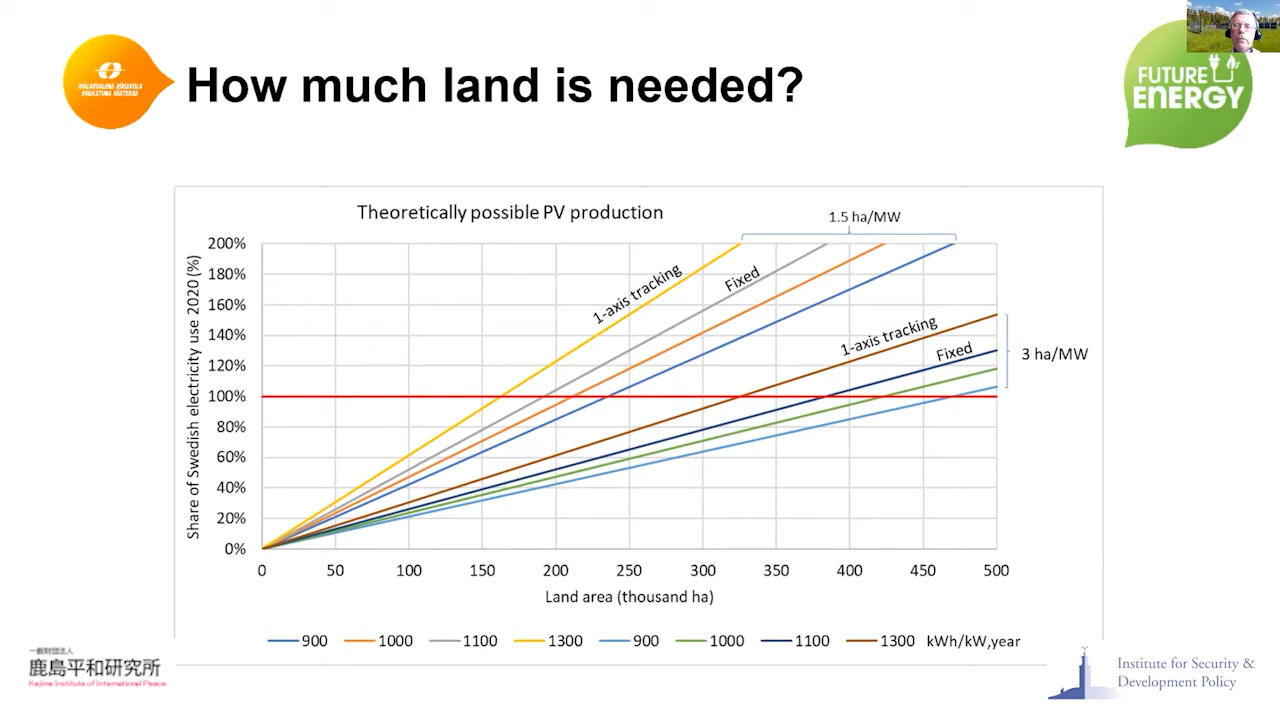 MÄLARDALENS HÖGSKOLA
ESKILSTUNA VÄSTERÅS
How much land is needed?
FUTURE
ENERGY
Theoretically possible PV production
1.5 ha/MW
Share of Swedish electricity use 2020 (%)
200%
180%
160%
140%
120%
100%
80%
60%
40%
20%
0%
1-axis tracking
Fixed
1-axis tracking
Fixed
3 ha/MW
0 50 100 150 200 250 300 350 400 450 500
Land area (thousand ha)
900 1000 1100 1300 900 1000 1100 1300 kWh/kW,year
一般財団法人
鹿島平和研究所
Kajima Institute of International Peace
Institute for Security &
Development Policy